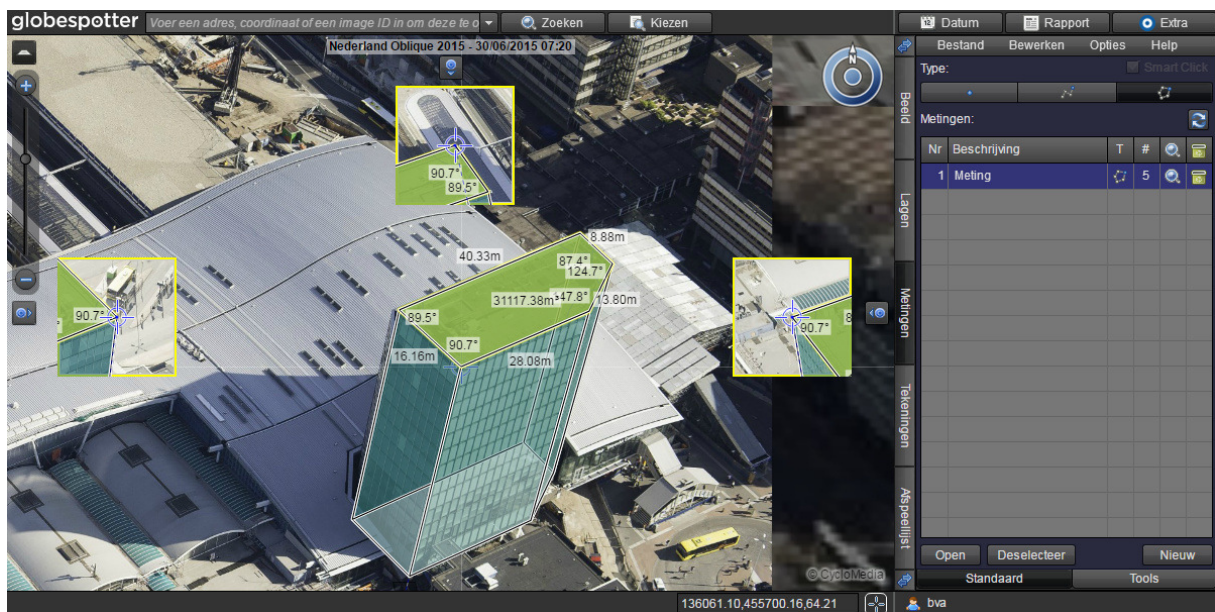 globespotter
Voer een adres, coordinaat of een image ID in om deze te o
Zoeken
Kiezen
Datum
Rapport
Extra
Nederland Oblique 2015 - 30/06/2015 07:20
N
Bestand Bewerken Opties Help
Type:
Smart Click
Metingen:
Nr Beschrijving T #
1 Meting 5
Beeld
Lagen
Metingen
Tekeningen
Afspeellijst
90.7°
89.5°
8.88m
40.33m
87.4°
124.7°
31117.38m³
147.8°
13.80m
89.5°
90.7°
16.16m
28.08m
90.7°
90.7°
8
© CycloMedia
Open Deselecteer Nieuw
Standaard Tools
136061.10,455700.16,64.21
bva